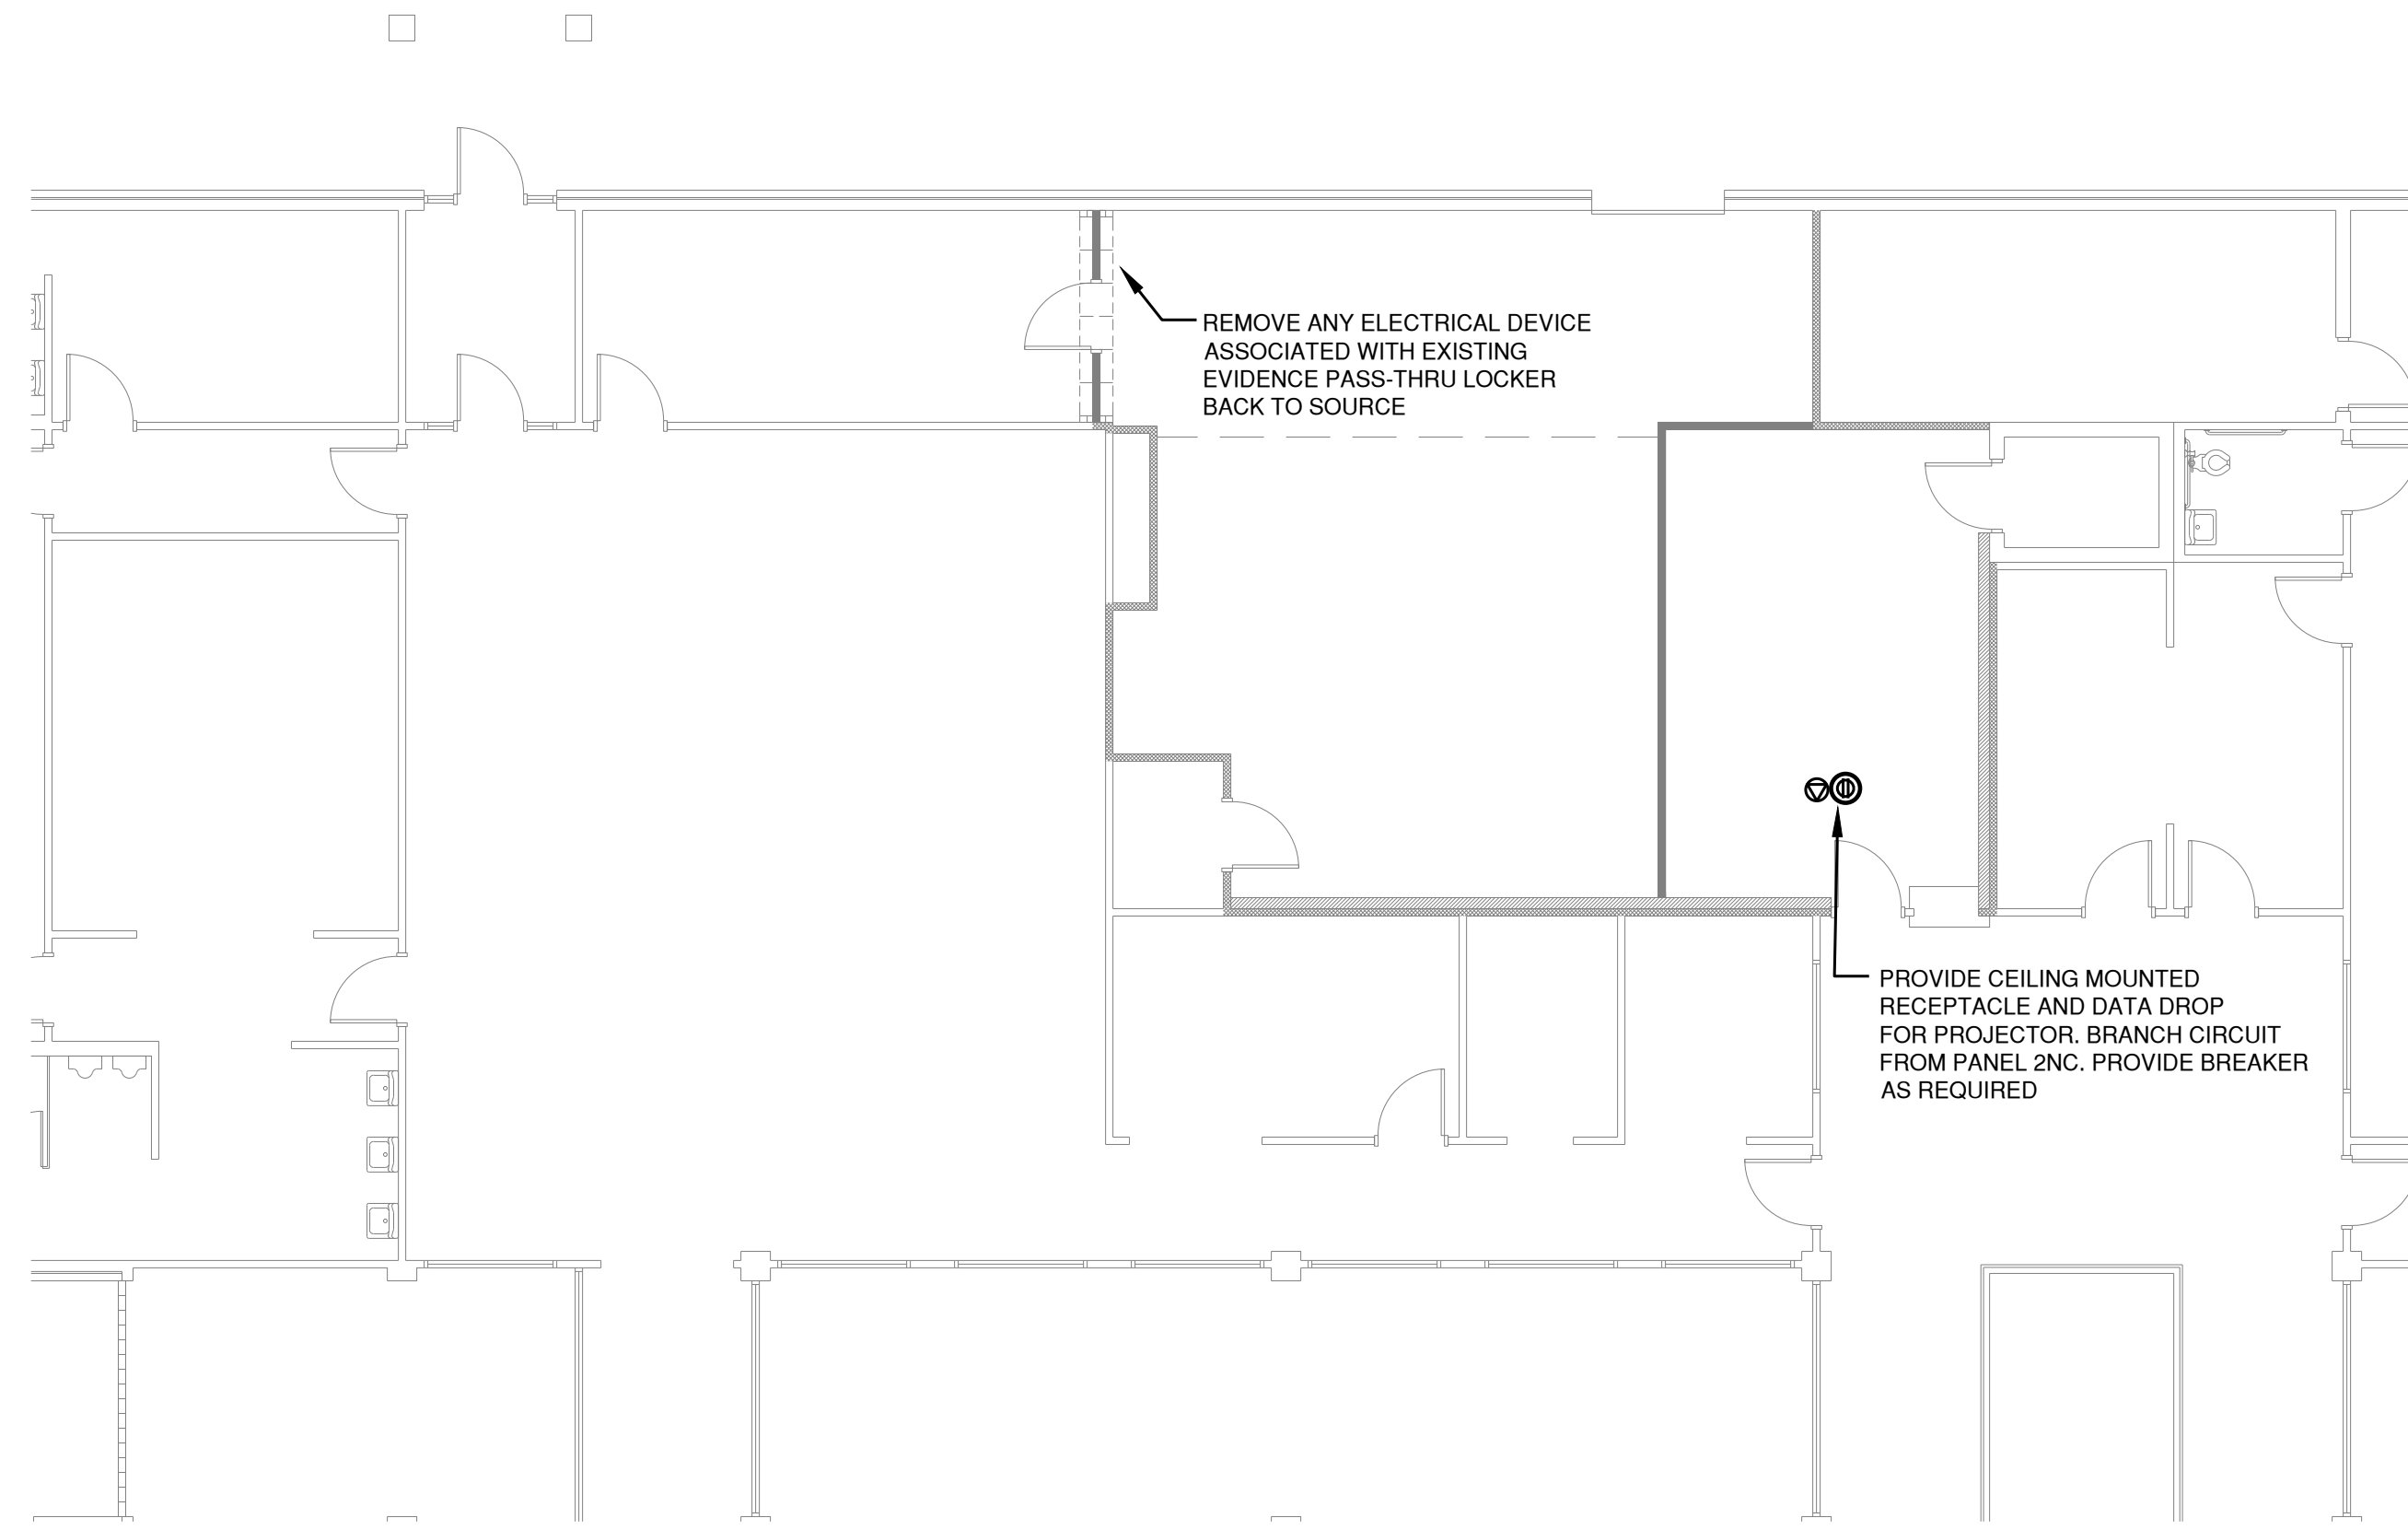 REMOVE ANY ELECTRICAL DEVICE
ASSOCIATED WITH EXISTING
EVIDENCE PASS-THRU LOCKER
BACK TO SOURCE
PROVIDE CEILING MOUNTED
RECEPTACLE AND DATA DROP
FOR PROJECTOR. BRANCH CIRCUIT
FROM PANEL 2NC. PROVIDE BREAKER
AS REQUIRED